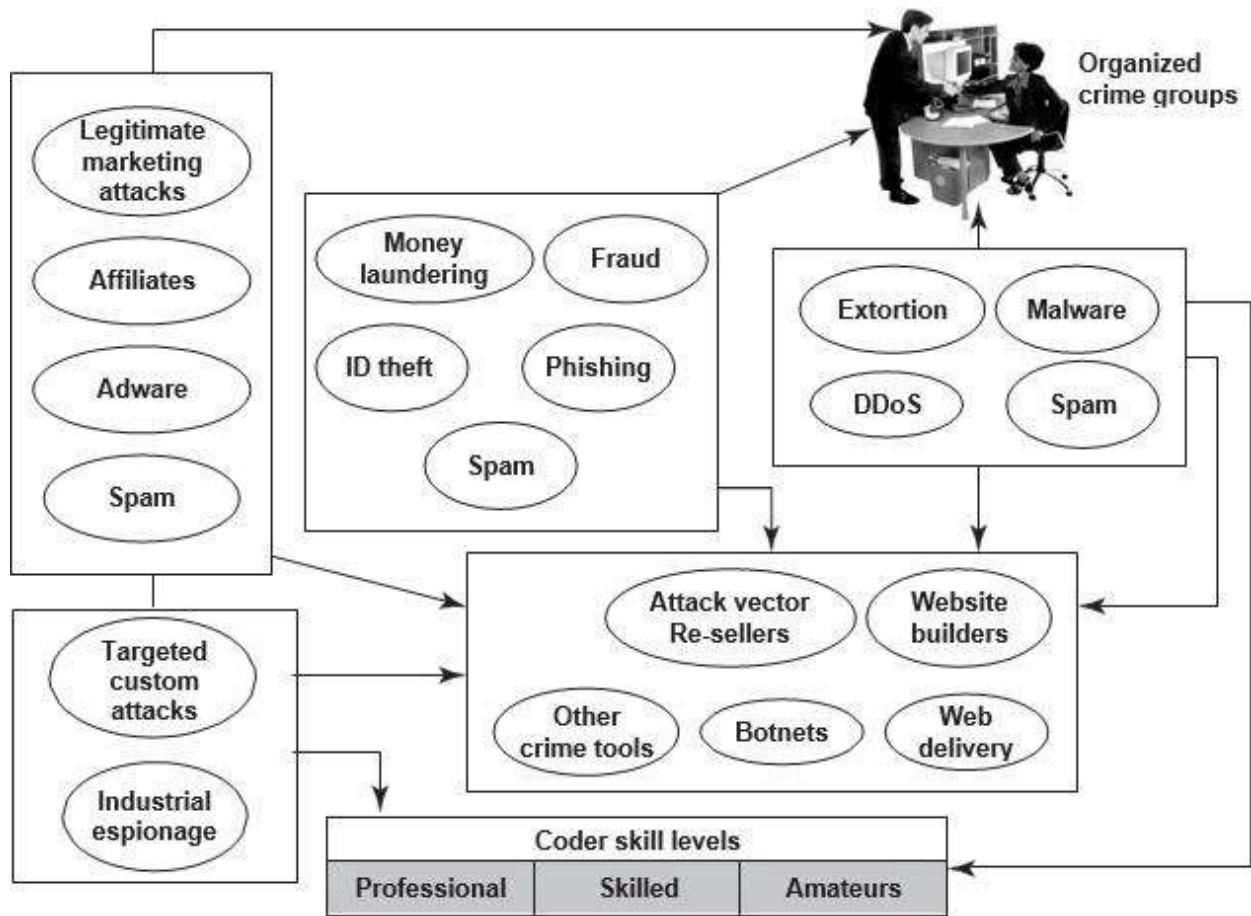 Organized
crime groups
Legitimate
marketing
attacks
Affiliates
Adware
Spam
Money
laundering
Fraud
ID theft
Phishing
Spam
Extortion
Malware
DDoS
Spam
Targeted
custom
attacks
Industrial
espionage
Attack vector
Re-sellers
Website
builders
Other
crime tools
Botnets
Web
delivery
Coder skill levels
Professional
Skilled
Amateurs